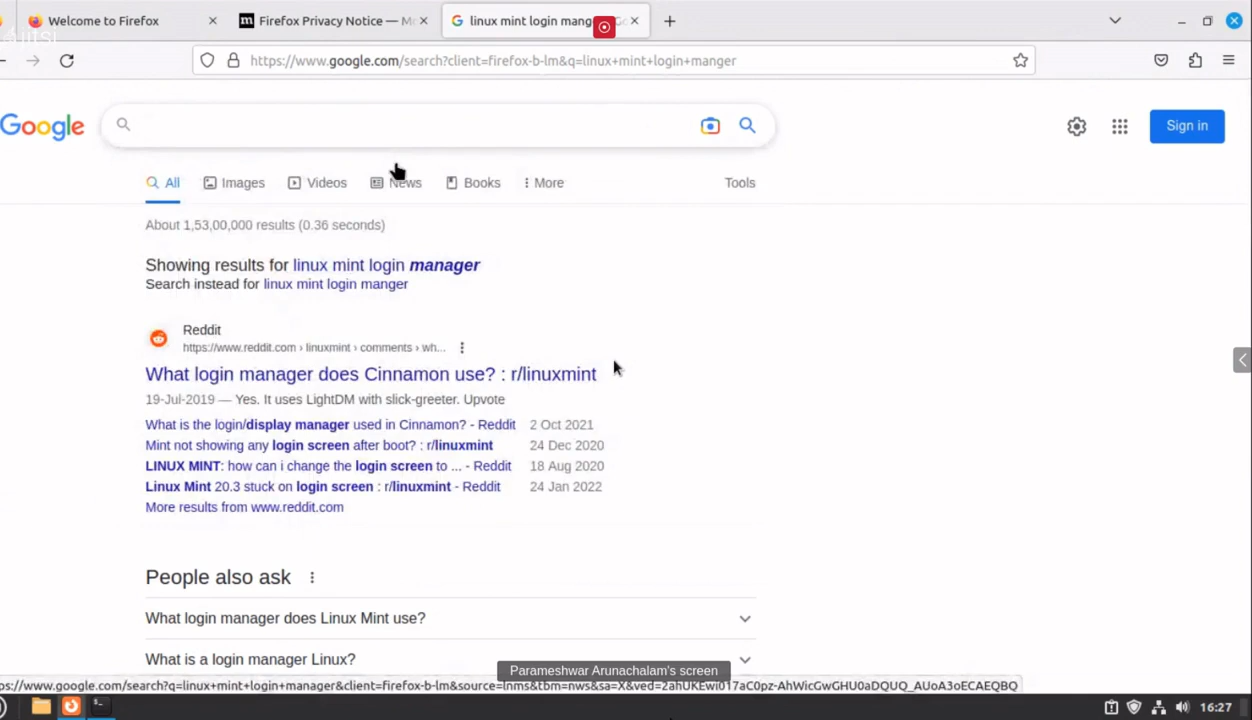 Welcome to Firefox
Firefox Privacy Notice — Mo
linux mint login mang
Go
jitsi
https://www.google.com/search?client=firefox-b-lm&q=linux+mint+login+manger
Google
Sign in
All
Images
Videos
News
Books
More
Tools
About 1,53,00,000 results (0.36 seconds)
Showing results for linux mint login manager
Search instead for linux mint login manger
Reddit
https://www.reddit.com › linuxmint › comments › wh...
What login manager does Cinnamon use? : r/linuxmint
19-Jul-2019 — Yes. It uses LightDM with slick-greeter. Upvote
What is the login/display manager used in Cinnamon? - Reddit 2 Oct 2021
Mint not showing any login screen after boot? : r/linuxmint 24 Dec 2020
LINUX MINT: how can i change the login screen to ... - Reddit 18 Aug 2020
Linux Mint 20.3 stuck on login screen : r/linuxmint - Reddit 24 Jan 2022
More results from www.reddit.com
People also ask
What login manager does Linux Mint use?
What is a login manager Linux?
Parameshwar Arunachalam's screen
ps://www.google.com/search?q=linux+mint+login+manager&client=firefox-b-lm&source=lnms&tbm=nws&sa=X&ved=2ahUKEwi017aC0pz-AhWicGwGHU0aDQUQ_AUoA3oECAEQBQ
16:27